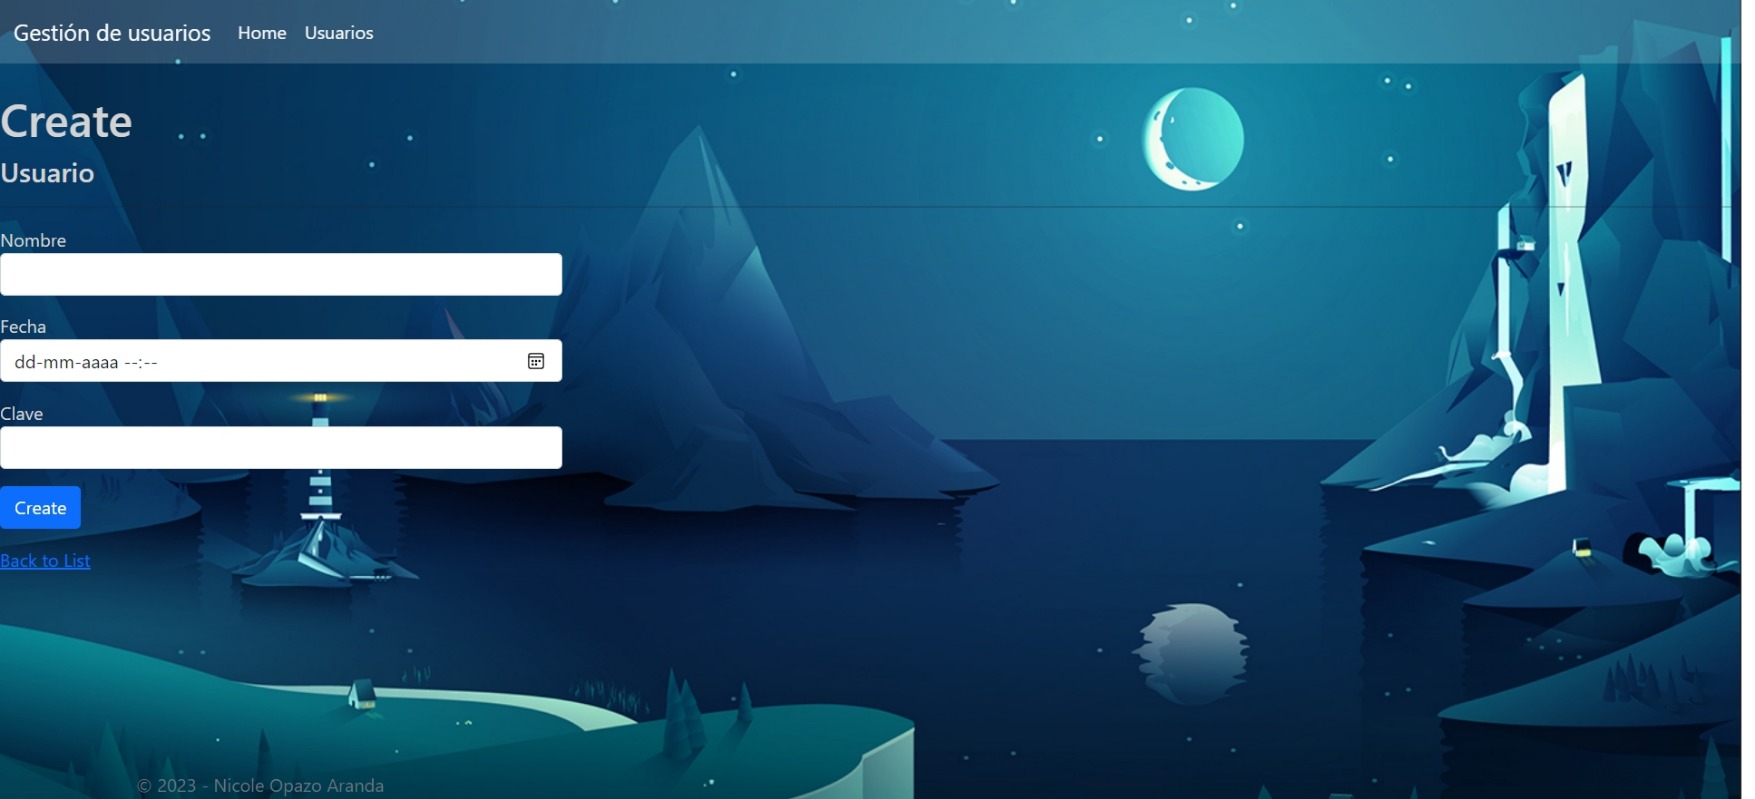 Gestión de usuarios Home Usuarios
Create
Usuario
Nombre
Fecha
dd-mm-aaaa --:--
Clave
Create
Back to List
© 2023 - Nicole Opazo Aranda